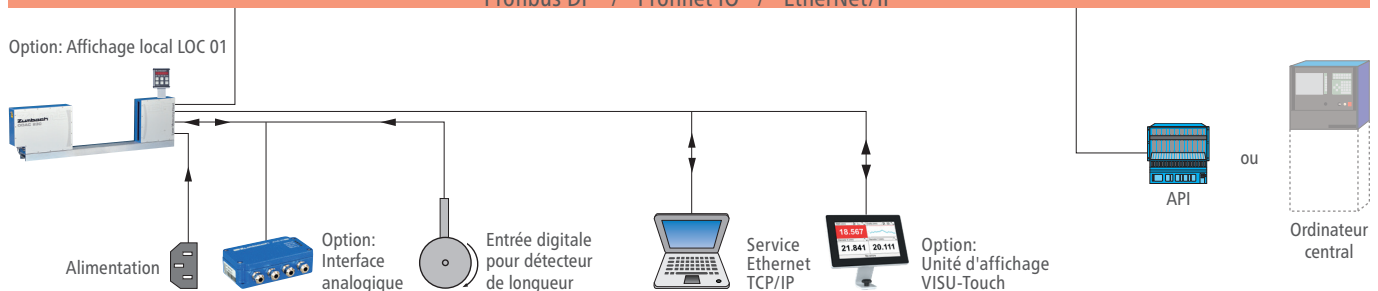 Profibus DP / Profinet IO / EtherNet/IP
Option: Affichage local LOC 01
Zumbach
ou
API
Ordinateur
central
Alimentation
Option:
Interface
analogique
Entrée digitale
pour détecteur
de longueur
Service
Ethernet
TCP/IP
18.567
21.841 20.111
Option:
Unité d'affichage
VISU-Touch